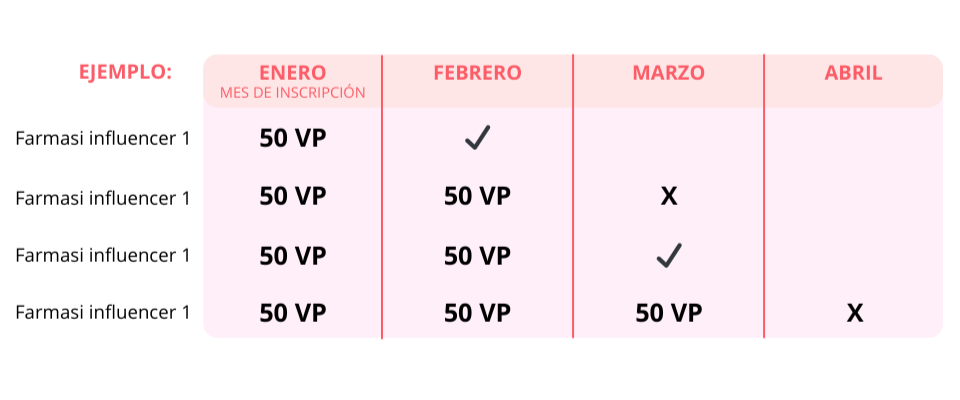 EJEMPLO: ENERO FEBRERO MARZO ABRIL
MES DE INSCRIPCIÓN
Farmasi influencer 1 50 VP ✓
Farmasi influencer 1 50 VP 50 VP X
Farmasi influencer 1 50 VP 50 VP ✓
Farmasi influencer 1 50 VP 50 VP 50 VP X